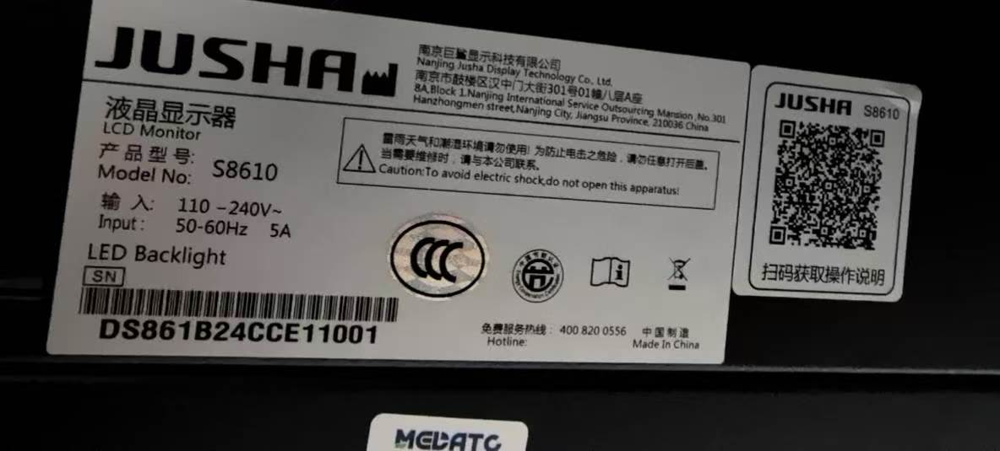 JUSHA
南京巨鲨显示科技有限公司
Nanjing Jusha Display Technology Co., Ltd.
南京市鼓楼区汉中门大街301号01幢八层A座
8A,Block 1,Nanjing International Service Outsourcing Mansion ,No.301
Hanzhongmen street,Nanjing City, Jiangsu Province, 210036 China
液晶显示器
LCD Monitor
产品型号:
Model No: S8610
雷雨天气和潮湿环境请勿使用! 为防止电击之危险，请勿任意打开后盖。
当需要维修时，请与本公司联系。
Caution:To avoid electric shock,do not open this apparatus!
输 入: 110 -240V~
Input: 50-60Hz 5A
LED Backlight
SN
DS861B24CCE11001
CCC
免费服务热线: 400 820 0556
Hotline:
中国制造
Made In China
JUSHA S8610
扫码获取操作说明
MEDATC